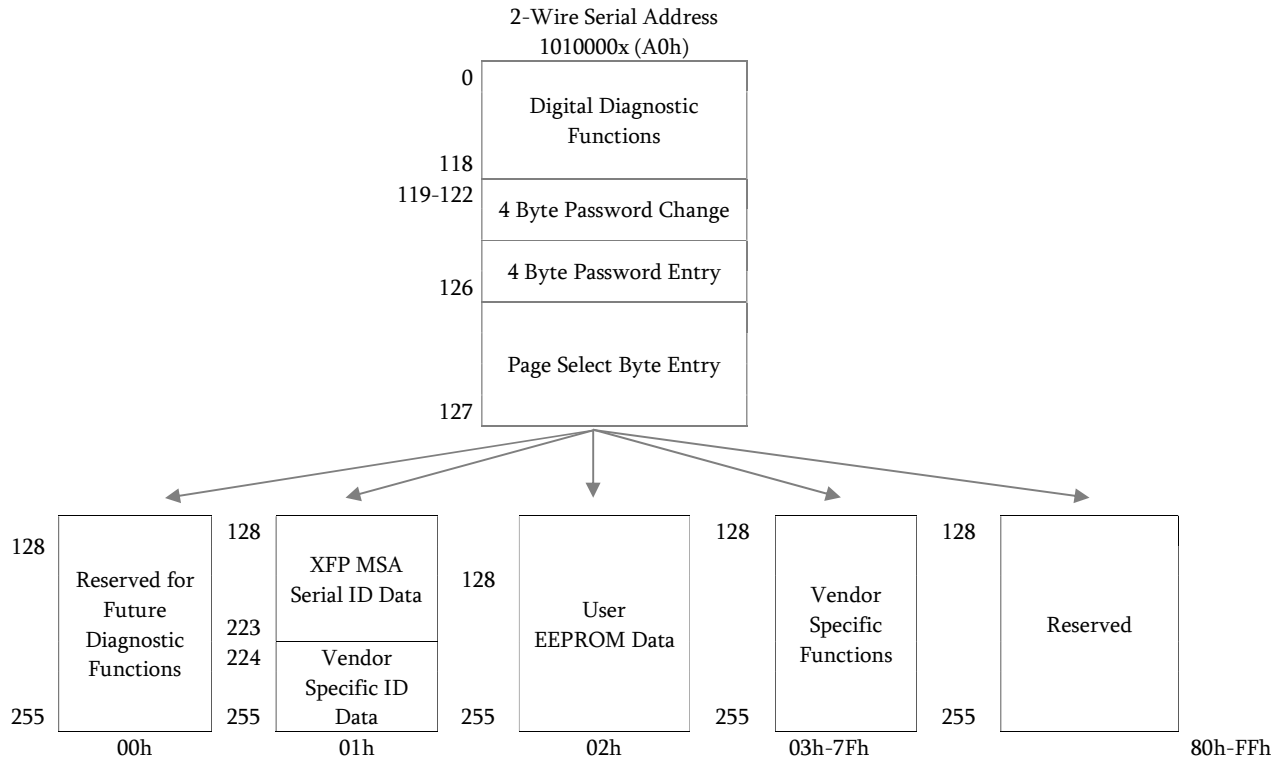 2-Wire Serial Address
1010000x (A0h)
0
Digital Diagnostic
Functions
118
119-122
4 Byte Password Change
4 Byte Password Entry
126
Page Select Byte Entry
127
128
Reserved for
Future
Diagnostic
Functions
255
00h
128
XFP MSA
Serial ID Data
223
224
Vendor
Specific ID
Data
255
01h
128
User
EEPROM Data
255
02h
128
Vendor
Specific
Functions
255
03h-7Fh
128
Reserved
255
80h-FFh